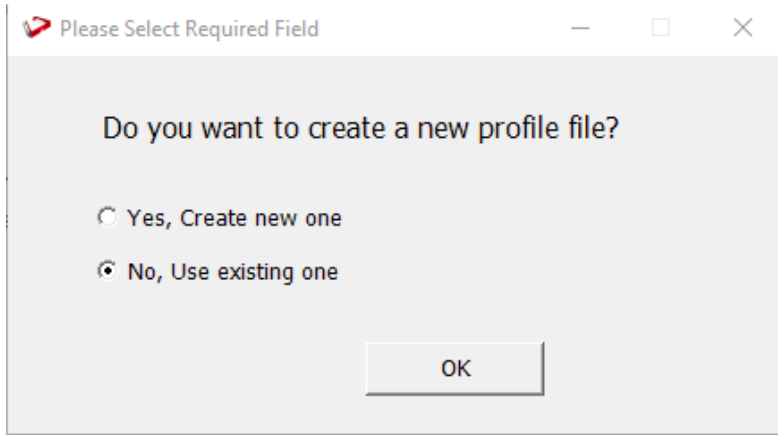 Please Select Required Field
Do you want to create a new profile file?
Yes, Create new one
No, Use existing one
OK